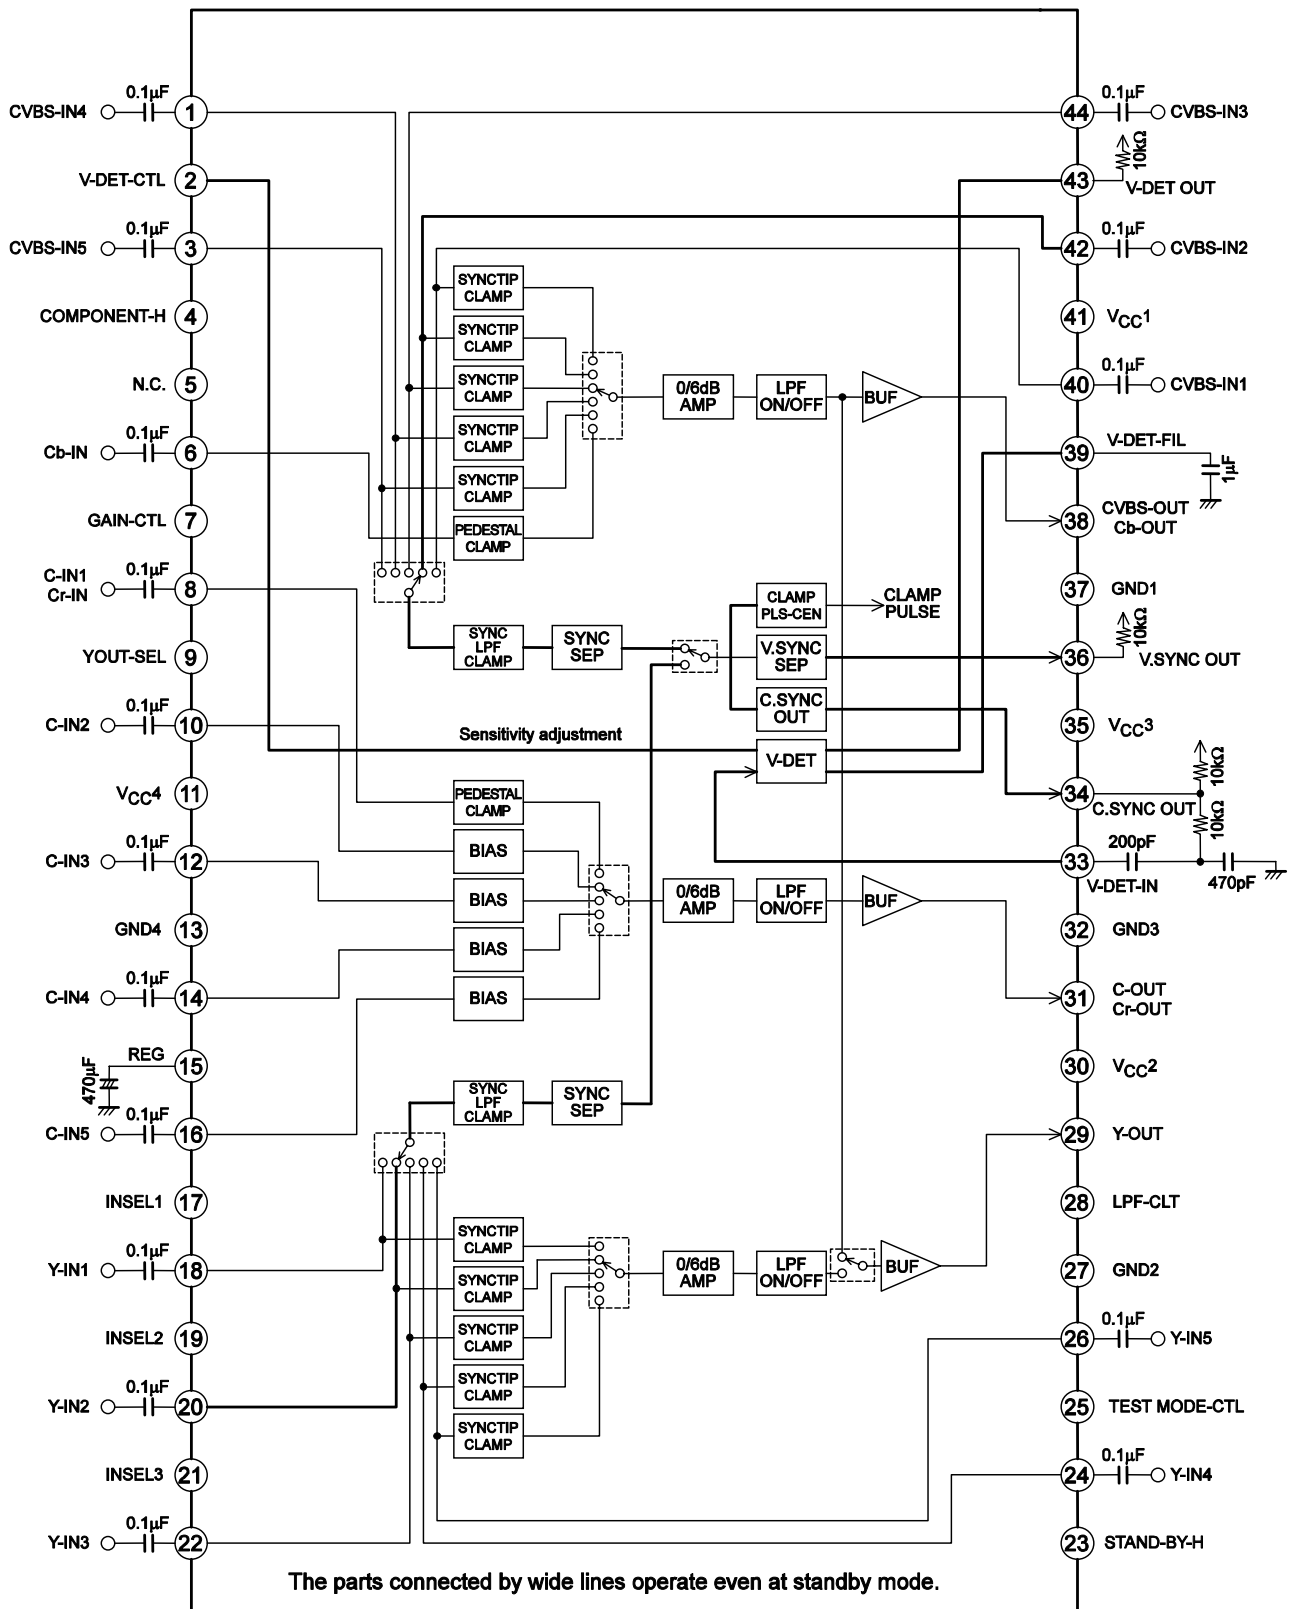 0.1µF
CVBS-IN4
1
V-DET-CTL
2
0.1µF
CVBS-IN5
3
COMPONENT-H
4
N.C.
5
0.1µF
Cb-IN
6
GAIN-CTL
7
0.1µF
C-IN1
Cr-IN
8
YOUT-SEL
9
0.1µF
C-IN2
10
VCC4
11
0.1µF
C-IN3
12
GND4
13
0.1µF
C-IN4
14
REG
15
470µF
0.1µF
C-IN5
16
INSEL1
17
0.1µF
Y-IN1
18
INSEL2
19
0.1µF
Y-IN2
20
INSEL3
21
0.1µF
Y-IN3
22
SYNCTIP
CLAMP
SYNCTIP
CLAMP
SYNCTIP
CLAMP
SYNCTIP
CLAMP
SYNCTIP
CLAMP
PEDESTAL
CLAMP
0/6dB
AMP
LPF
ON/OFF
BUF
SYNC
LPF
CLAMP
SYNC
SEP
CLAMP
PLS-CEN
CLAMP
PULSE
V.SYNC
SEP
C.SYNC
OUT
Sensitivity adjustment
V-DET
PEDESTAL
CLAMP
BIAS
BIAS
BIAS
BIAS
0/6dB
AMP
LPF
ON/OFF
BUF
SYNC
LPF
CLAMP
SYNC
SEP
SYNCTIP
CLAMP
SYNCTIP
CLAMP
SYNCTIP
CLAMP
SYNCTIP
CLAMP
SYNCTIP
CLAMP
0/6dB
AMP
LPF
ON/OFF
BUF
44
0.1µF
CVBS-IN3
10kΩ
43
V-DET OUT
42
0.1µF
CVBS-IN2
41
VCC1
40
0.1µF
CVBS-IN1
39
V-DET-FIL
1µF
38
CVBS-OUT
Cb-OUT
37
GND1
10kΩ
36
V.SYNC OUT
35
VCC3
10kΩ
34
C.SYNC OUT
10kΩ
33
200pF
V-DET-IN
470pF
32
GND3
31
C-OUT
Cr-OUT
30
VCC2
29
Y-OUT
28
LPF-CLT
27
GND2
26
0.1µF
Y-IN5
25
TEST MODE-CTL
24
0.1µF
Y-IN4
23
STAND-BY-H
The parts connected by wide lines operate even at standby mode.